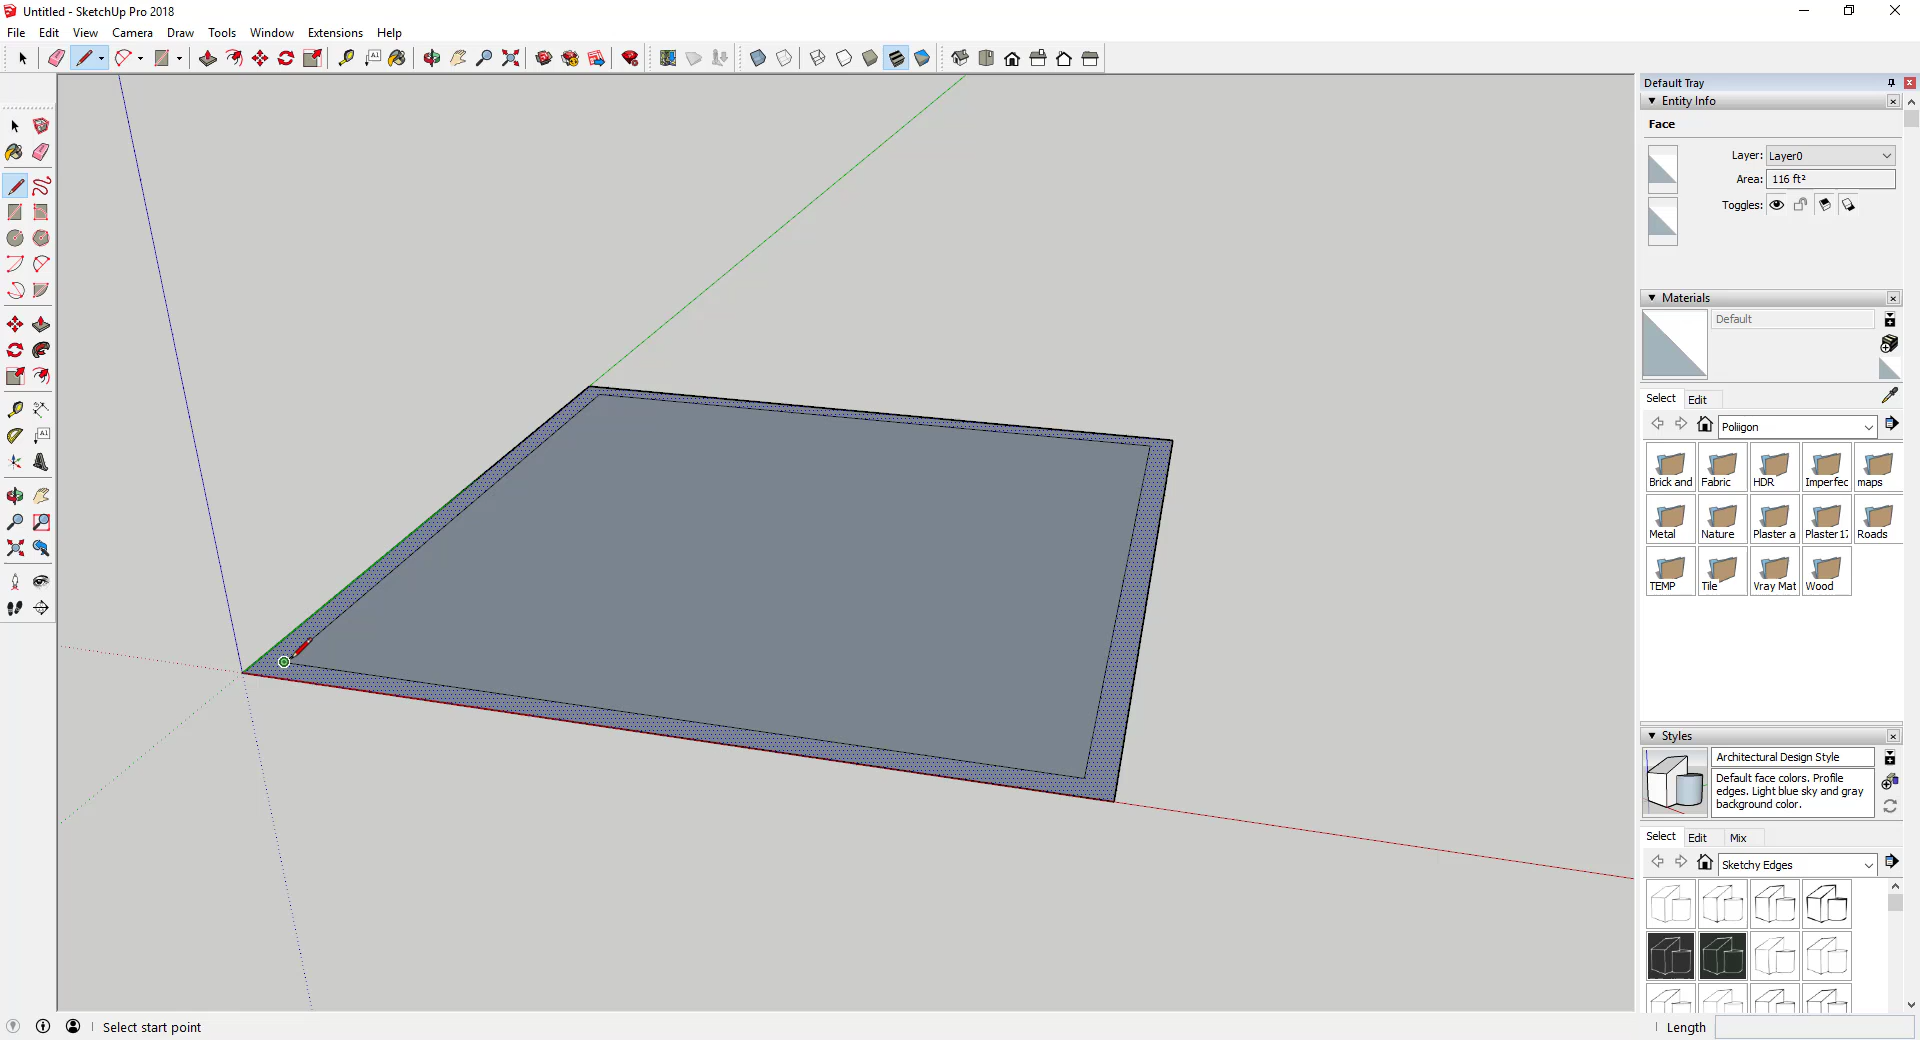 Untitled - SketchUp Pro 2018
File Edit View Camera Draw Tools Window Extensions Help
Default Tray
Entity Info
Face
Layer: Layer0
Area: 116 ft²
Toggles:
Materials
Default
Select Edit
Poliigon
Brick and Fabric HDR Imperfec maps
Metal Nature Plaster a Plaster1 Roads
TEMP Tile Vray Mat Wood
Styles
Architectural Design Style
Default face colors. Profile
edges. Light blue sky and gray
background color.
Select Edit Mix
Sketchy Edges
Select start point
Length